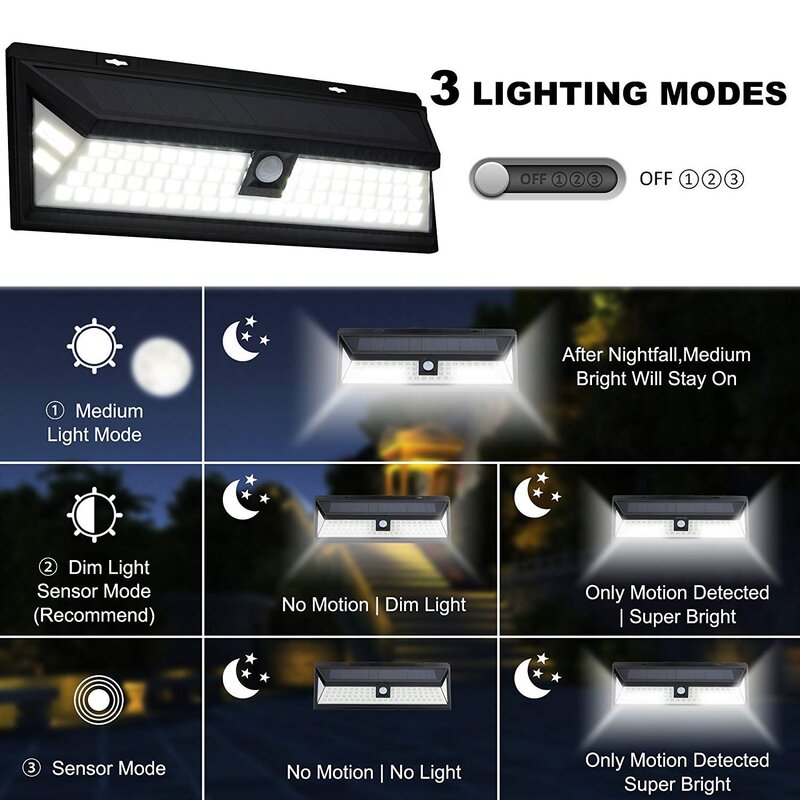 3 LIGHTING MODES
OFF ①②③
OFF ①②③
① Medium
Light Mode
After Nightfall,Medium
Bright Will Stay On
② Dim Light
Sensor Mode
(Recommend)
No Motion | Dim Light
Only Motion Detected
| Super Bright
③ Sensor Mode
No Motion | No Light
Only Motion Detected
Super Bright